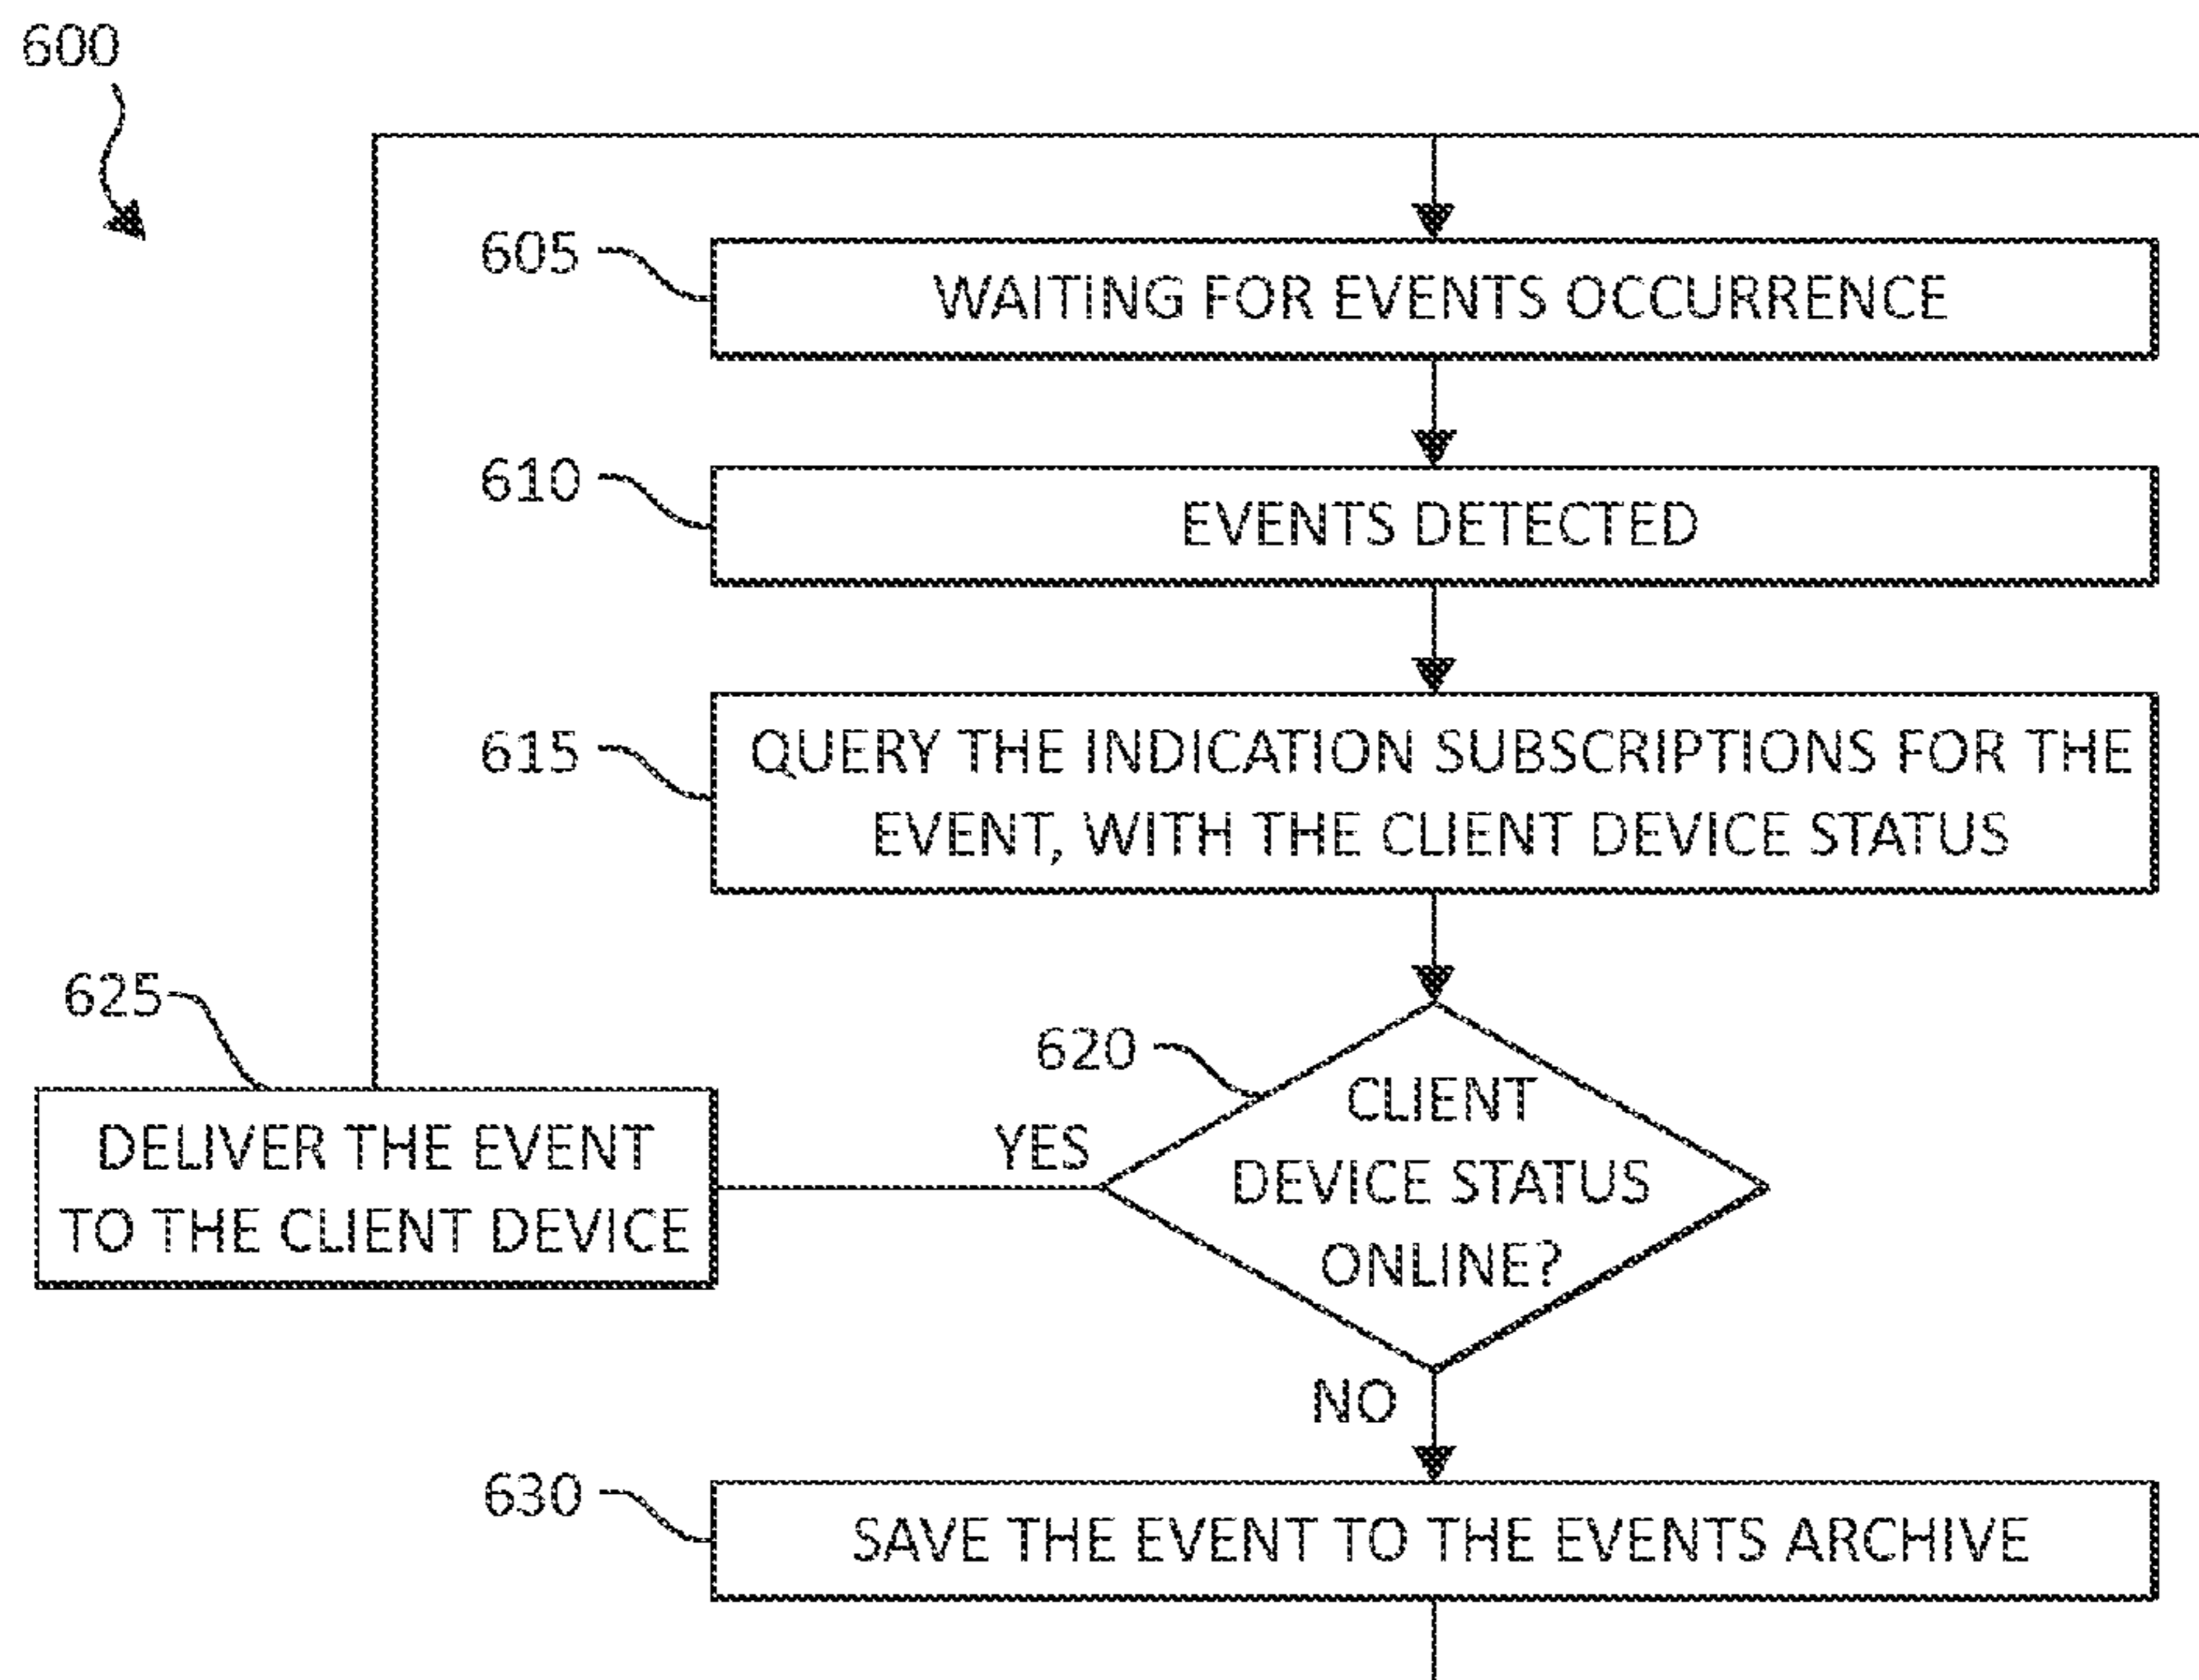 600
605
WAITING FOR EVENTS OCCURRENCE
610
EVENTS DETECTED
615
QUERY THE INDICATION SUBSCRIPTIONS FOR THE
EVENT, WITH THE CLIENT DEVICE STATUS
625
620
CLIENT
DEVICE STATUS
ONLINE?
YES
DELIVER THE EVENT
TO THE CLIENT DEVICE
NO
630
SAVE THE EVENT TO THE EVENTS ARCHIVE